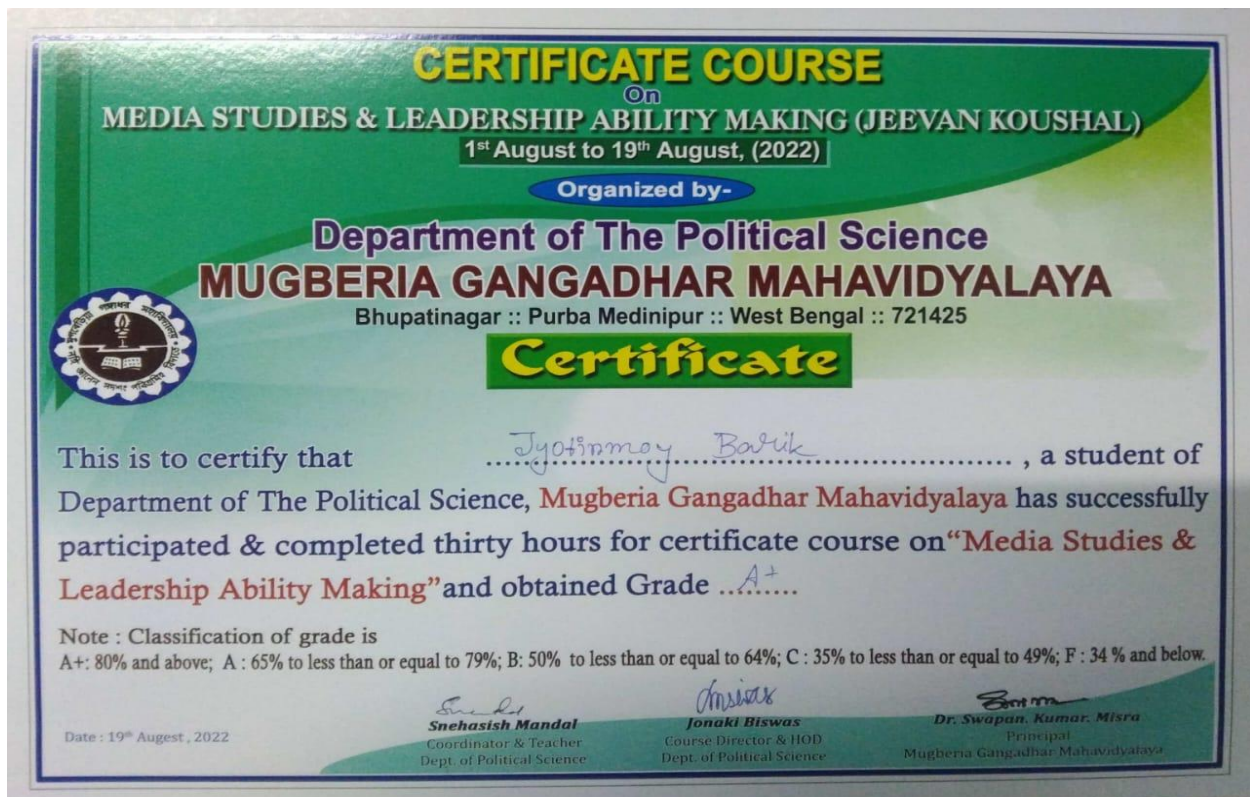 CERTIFICATE COURSE
On
MEDIA STUDIES & LEADERSHIP ABILITY MAKING (JEEVAN KOUSHAL)
1st August to 19th August, (2022)
Organized by-
Department of The Political Science
MUGBERIA GANGADHAR MAHAVIDYALAYA
Bhupatinagar :: Purba Medinipur :: West Bengal :: 721425
Certificate
This is to certify that ....Jyotinmoy Barik.................... , a student of
Department of The Political Science, Mugberia Gangadhar Mahavidyalaya has successfully
participated & completed thirty hours for certificate course on“Media Studies &
Leadership Ability Making”and obtained Grade ..A+.....
Note : Classification of grade is
A+: 80% and above; A : 65% to less than or equal to 79%; B: 50% to less than or equal to 64%; C : 35% to less than or equal to 49%; F : 34 % and below.
Snehasish Mandal
Coordinator & Teacher
Dept. of Political Science
Jonaki Biswas
Course Director & HOD
Dept. of Political Science
Dr. Swapan. Kumar. Misra
Principal
Mugberia Gangadhar Mahavidyalaya
Date : 19th Augest, 2022